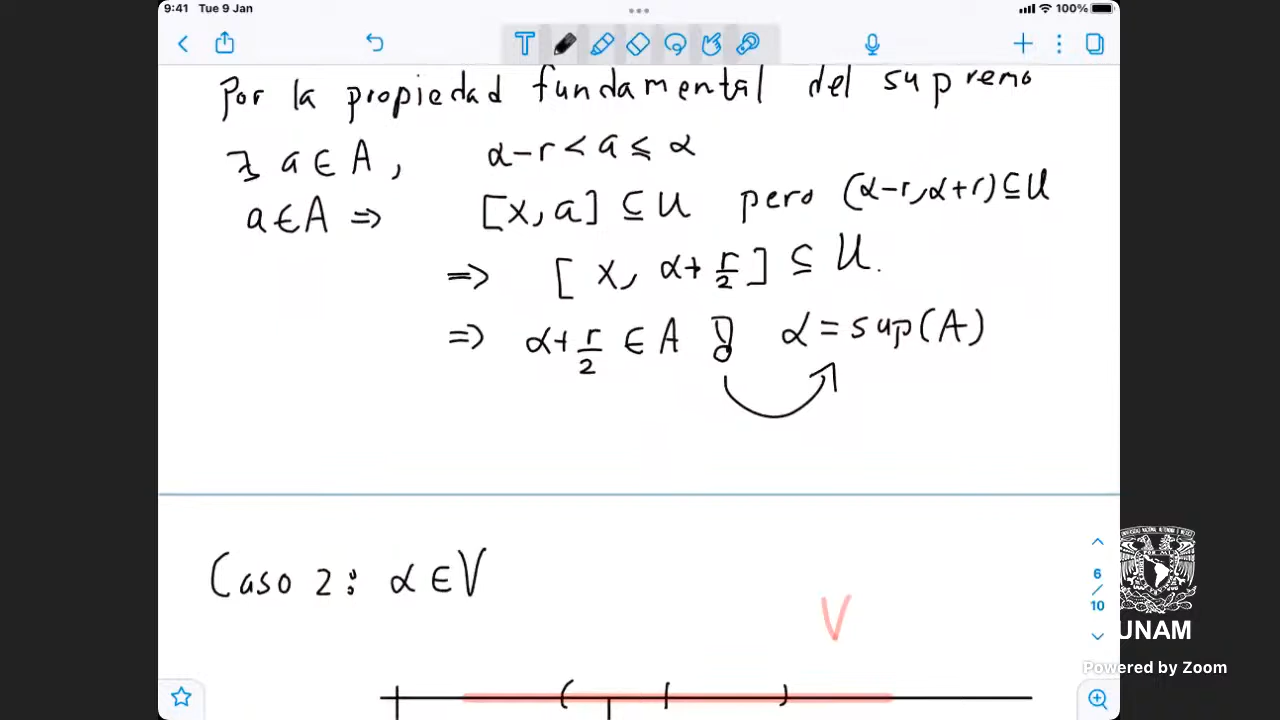 9:41 Tue 9 Jan 100%
Por la propiedad fundamental del supremo
∃ a ∈ A, α-r < a ⩽ α
a ∈ A ⇒ [x, a] ⊆ U pero (α-r, α+r) ⊆ U
⇒ [x, α+r/2] ⊆ U.
⇒ α+r/2 ∈ A ! α = sup(A)
Caso 2: α ∈ V
V
6
/
10
UNAM
Powered by Zoom